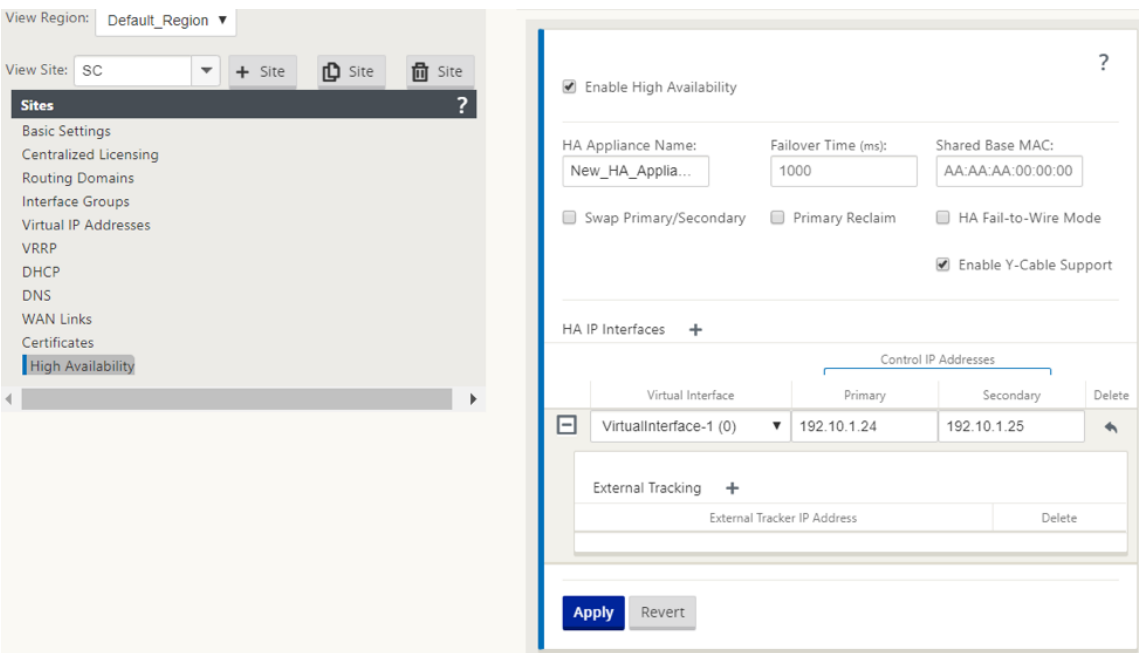 View Region: Default_Region
View Site: SC + Site Site Site
Sites ?
Basic Settings
Centralized Licensing
Routing Domains
Interface Groups
Virtual IP Addresses
VRRP
DHCP
DNS
WAN Links
Certificates
High Availability
?
Enable High Availability
HA Appliance Name: Failover Time (ms): Shared Base MAC:
New_HA_Applia... 1000 AA:AA:AA:00:00:00
Swap Primary/Secondary Primary Reclaim HA Fail-to-Wire Mode
Enable Y-Cable Support
HA IP Interfaces +
Control IP Addresses
Virtual Interface Primary Secondary Delete
VirtualInterface-1 (0) 192.10.1.24 192.10.1.25
External Tracking +
External Tracker IP Address Delete
Apply Revert